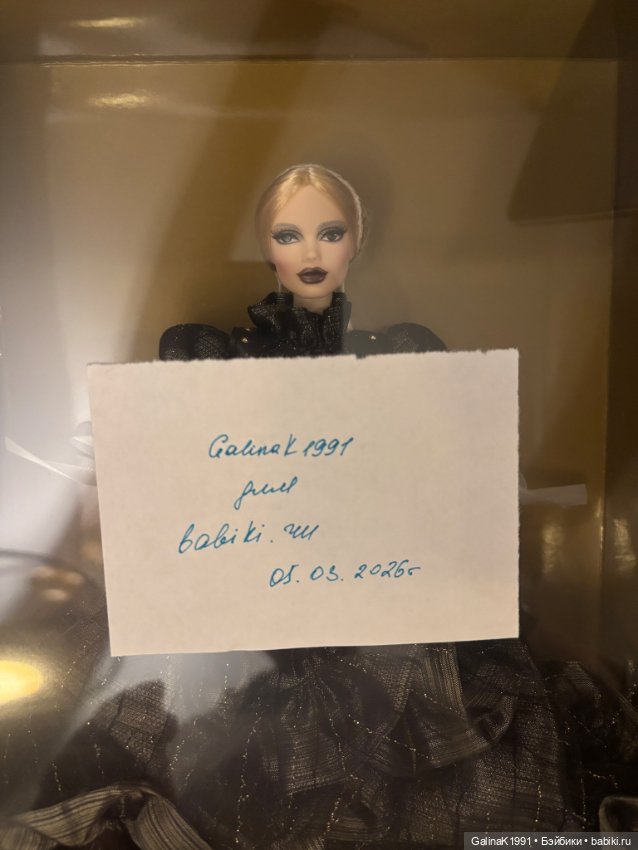 GalinaK1991
для
babiki.ru
05.03.2026г
GalinaK1991 • Бэйбики • babiki.ru